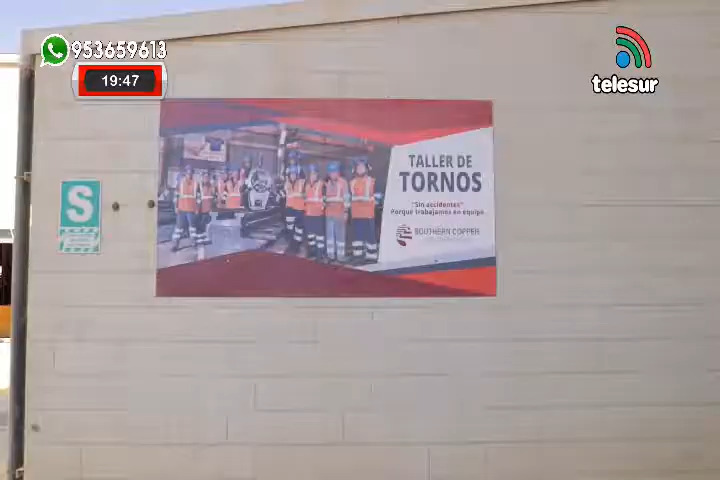 953659613
19:47
telesur
TALLER DE
TORNOS
"Sin accidentes"
Porque trabajamos en equipo
SOUTHERN COPPER
S